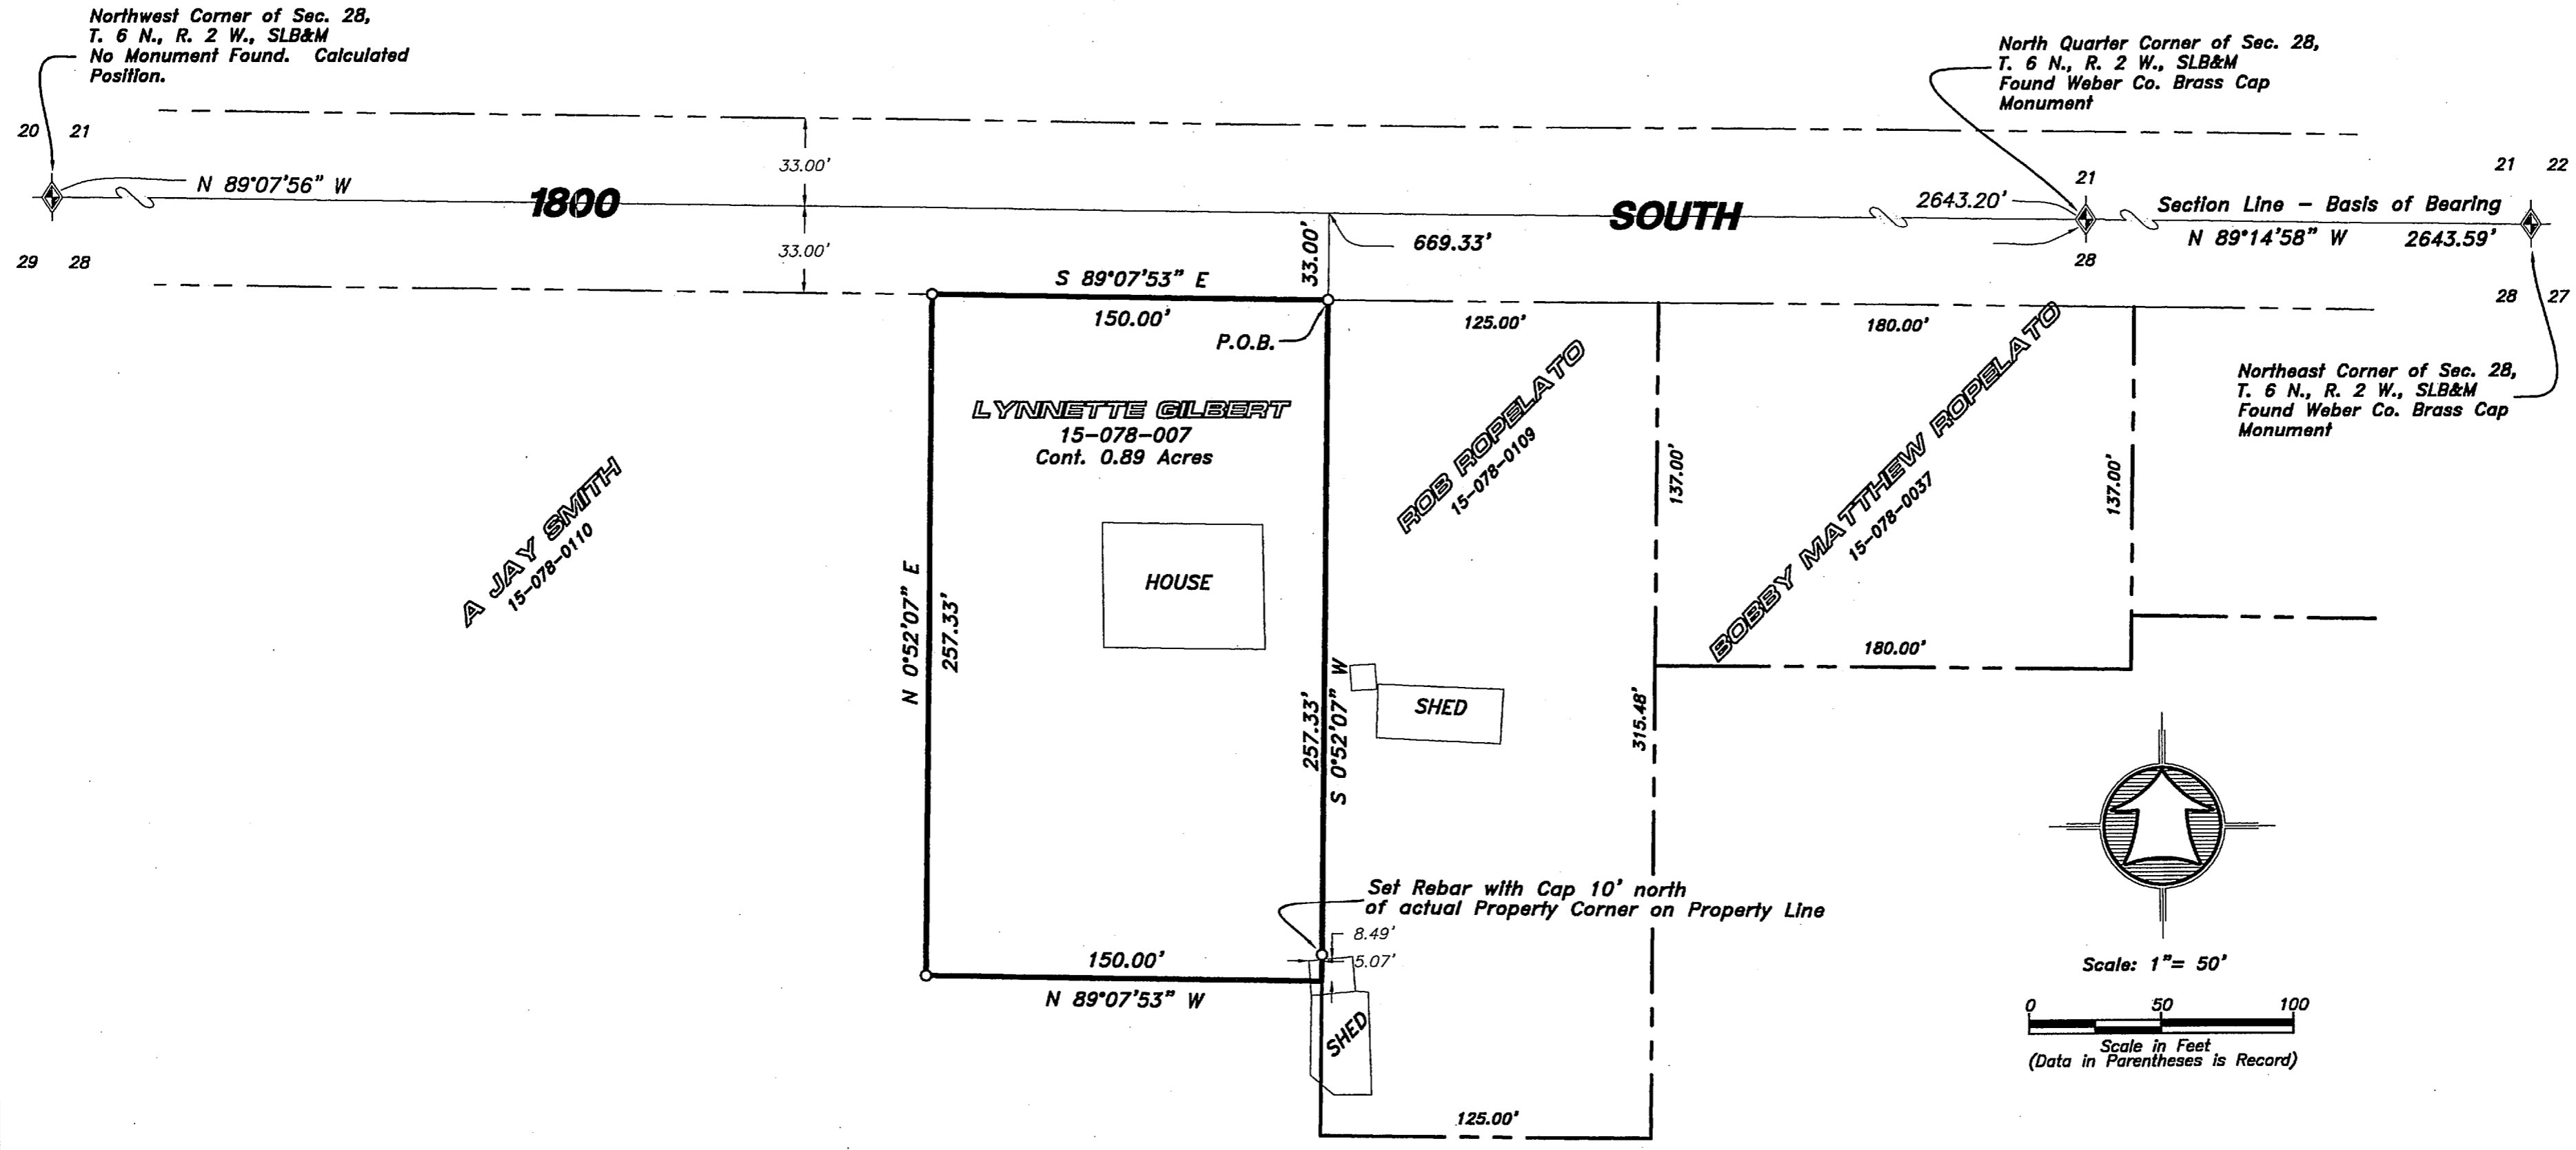 Northwest Corner of Sec. 28,
T. 6 N., R. 2 W., SLB&M
No Monument Found. Calculated
Position.
North Quarter Corner of Sec. 28,
T. 6 N., R. 2 W., SLB&M
Found Weber Co. Brass Cap
Monument
20 21
29 28
N 89°07'56" W
1800
33.00'
33.00'
SOUTH
33.00'
669.33'
2643.20'
21
28
21 22
Section Line - Basis of Bearing
N 89°14'58" W 2643.59'
28 27
Northeast Corner of Sec. 28,
T. 6 N., R. 2 W., SLB&M
Found Weber Co. Brass Cap
Monument
S 89°07'53" E
150.00'
P.O.B.
125.00'
180.00'
LYNNETTE GILBERT
15-078-007
Cont. 0.89 Acres
A JAY SMITH
15-078-0110
ROB ROPELATO
15-078-0109
BOBBY MATTHEW ROPELATO
15-078-0037
137.00'
137.00'
HOUSE
N 0°52'07" E
257.33'
257.33'
S 0°52'07" W
SHED
315.48'
180.00'
Set Rebar with Cap 10' north
of actual Property Corner on Property Line
8.49'
5.07'
150.00'
N 89°07'53" W
SHED
125.00'
Scale: 1"= 50'
0 50 100
Scale in Feet
(Data in Parentheses is Record)